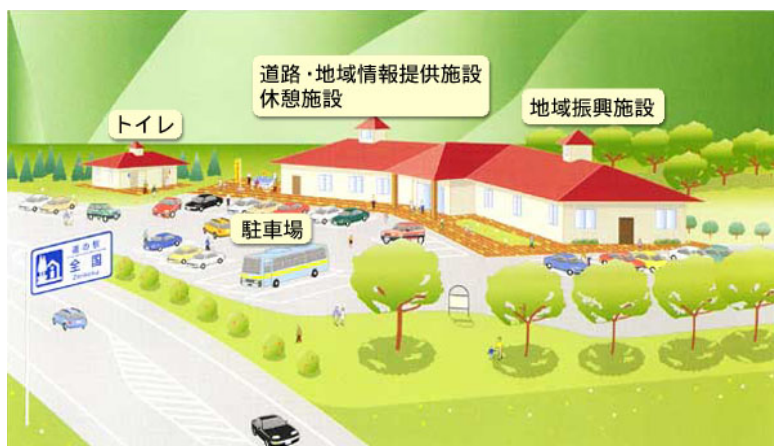 道路・地域情報提供施設
休憩施設
地域振興施設
トイレ
駐車場
道の駅
全国
Zenkoku